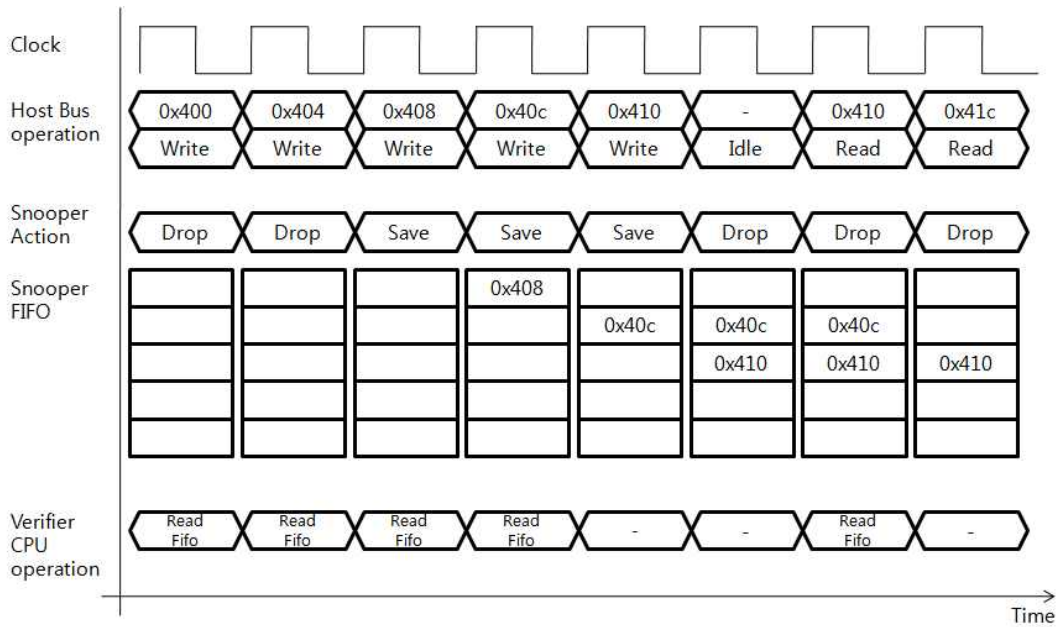 Clock
Host Bus
operation
0x400 0x404 0x408 0x40c 0x410 - 0x410 0x41c
Write Write Write Write Write Idle Read Read
Snooper
Action
Drop Drop Save Save Save Drop Drop Drop
Snooper
FIFO
0x408
0x40c 0x40c 0x40c
0x410 0x410 0x410
Verifier
CPU
operation
Read Read Read Read - - Read -
Fifo Fifo Fifo Fifo Fifo
Time